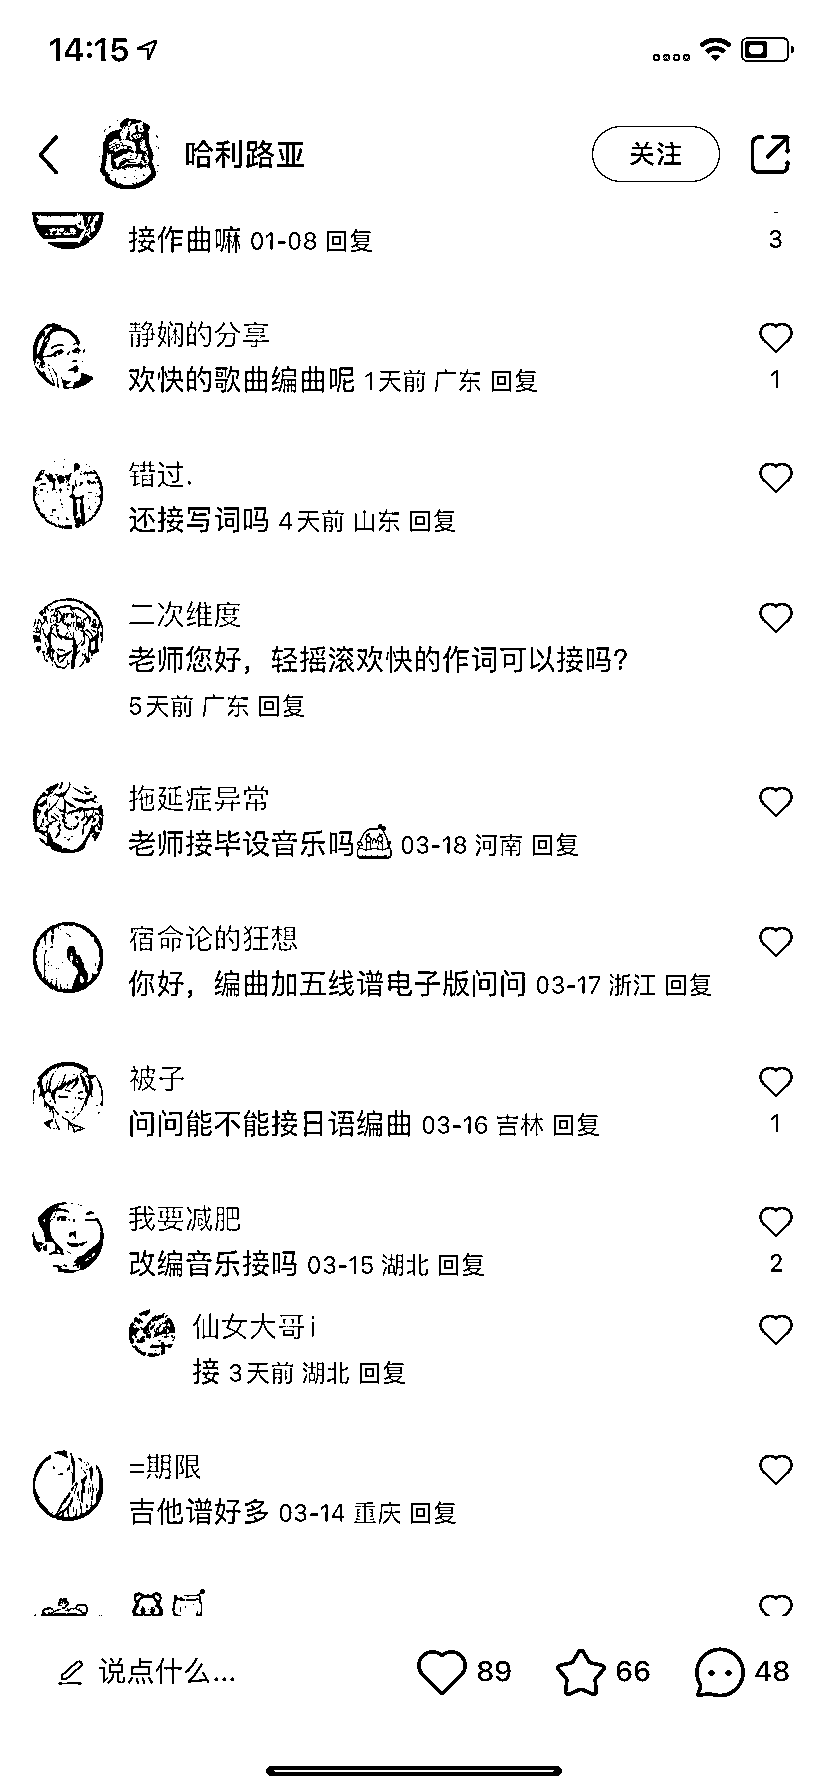 14:15
哈利路亚
关注
接作曲嘛 01-08 回复
3
静娴的分享
欢快的歌曲编曲呢 1天前 广东 回复
1
错过.
还接写词吗 4天前 山东 回复
二次维度
老师您好，轻摇滚欢快的作词可以接吗？
5天前 广东 回复
拖延症异常
老师接毕设音乐吗 03-18 河南 回复
宿命论的狂想
你好，编曲加五线谱电子版问问 03-17 浙江 回复
被子
问问能不能接日语编曲 03-16 吉林 回复
1
我要减肥
改编音乐接吗 03-15 湖北 回复
2
仙女大哥i
接 3天前 湖北 回复
=期限
吉他谱好多 03-14 重庆 回复
说点什么...
89
66
48